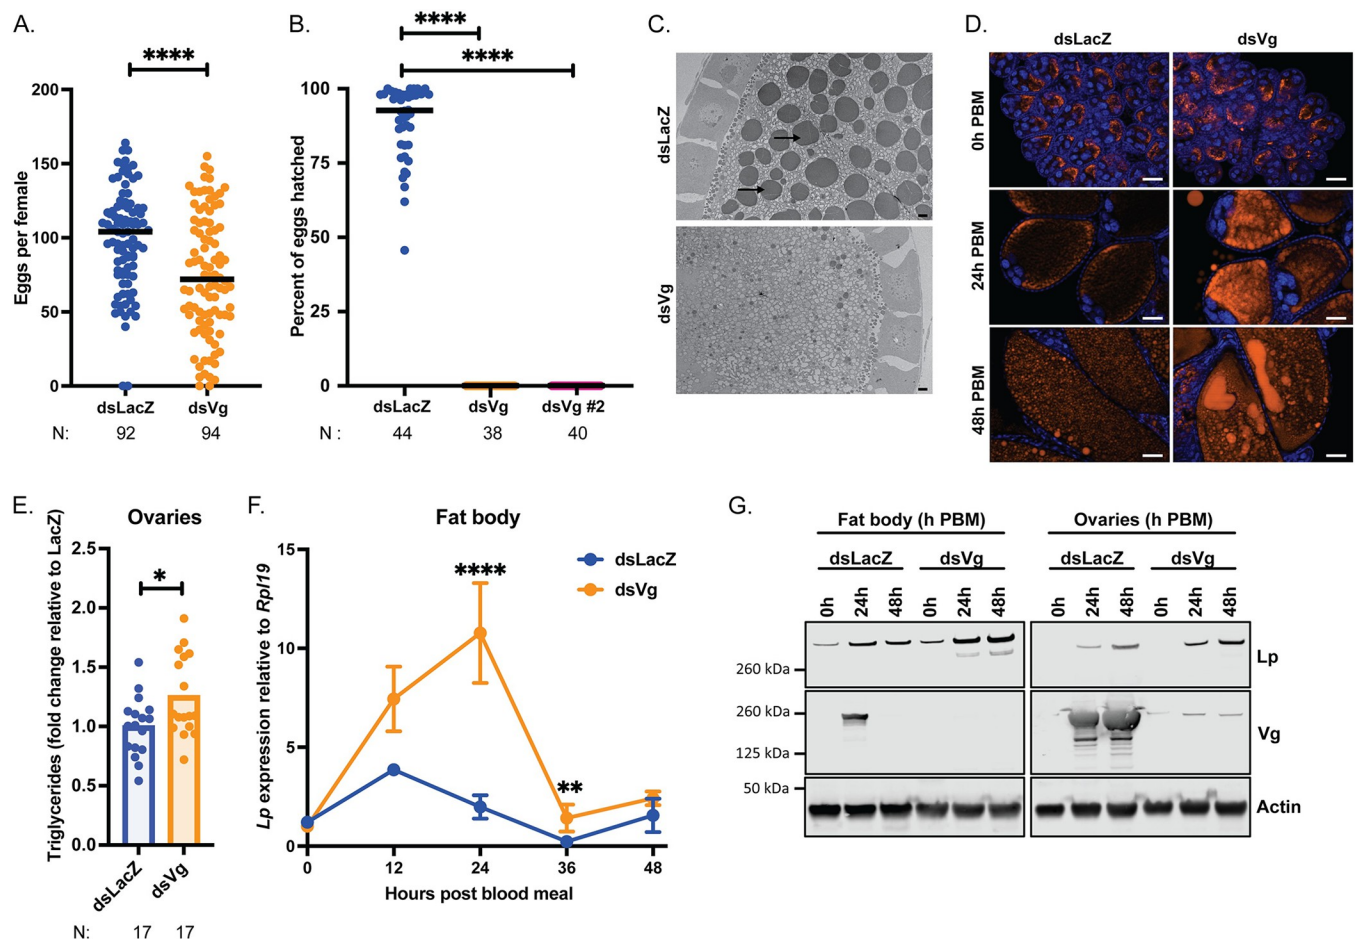 A.
****
Eggs per female
200
150
100
50
0
dsLacZ dsVg
N: 92 94
B.
****
****
Percent of eggs hatched
100
75
50
25
0
dsLacZ dsVg dsVg #2
N : 44 38 40
C.
dsLacZ
dsVg
D.
dsLacZ dsVg
0h PBM
24h PBM
48h PBM
E.
Ovaries
*
Triglycerides (fold change relative to LacZ)
2.5
2.0
1.5
1.0
0.5
0.0
dsLacZ dsVg
N: 17 17
F.
Fat body
Lp expression relative to Rpl19
15
10
5
0
****
**
dsLacZ
dsVg
0 12 24 36 48
Hours post blood meal
G.
Fat body (h PBM) Ovaries (h PBM)
dsLacZ dsVg dsLacZ dsVg
0h 24h 48h 0h 24h 48h 0h 24h 48h 0h 24h 48h
260 kDa Lp
260 kDa
Vg
125 kDa
50 kDa
Actin